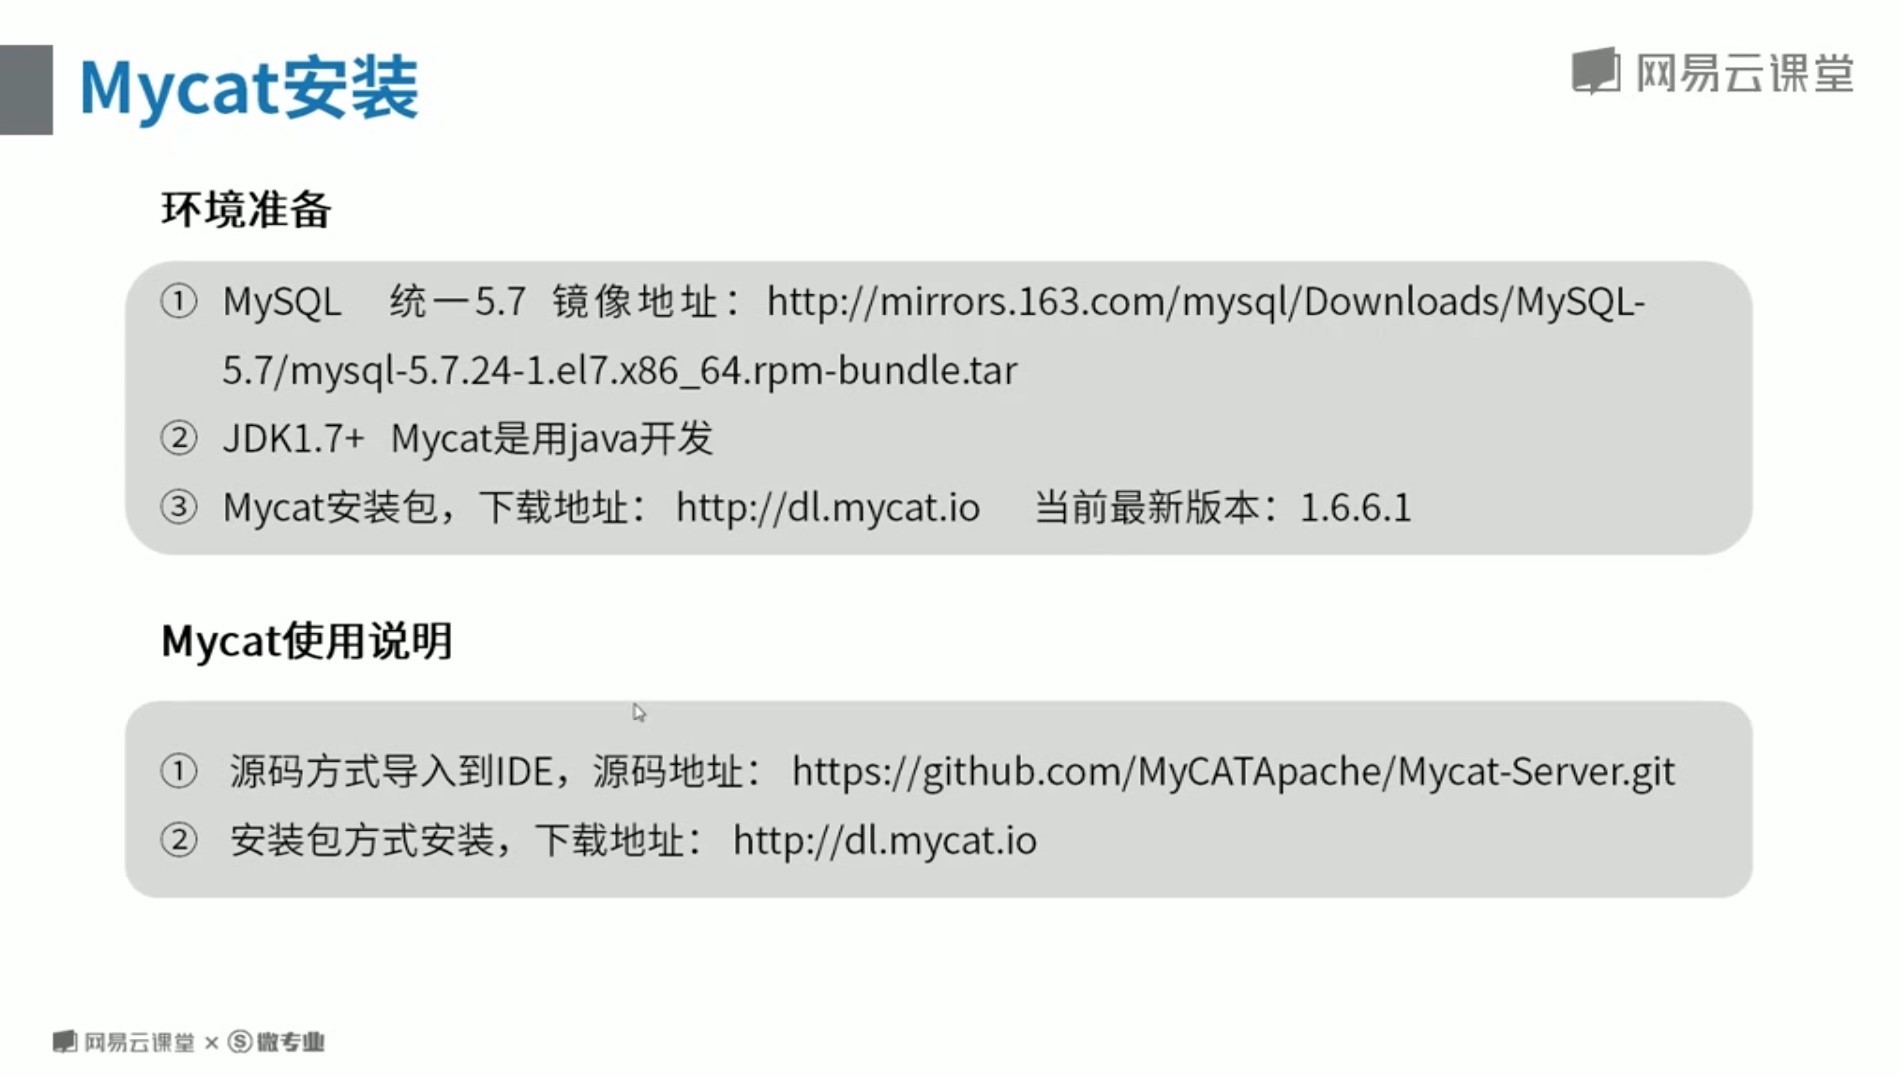 Mycat安装
网易云课堂
环境准备
① MySQL 统一5.7 镜像地址：http://mirrors.163.com/mysql/Downloads/MySQL-
5.7/mysql-5.7.24-1.el7.x86_64.rpm-bundle.tar
② JDK1.7+ Mycat是用java开发
③ Mycat安装包，下载地址： http://dl.mycat.io 当前最新版本：1.6.6.1
Mycat使用说明
① 源码方式导入到IDE，源码地址： https://github.com/MyCATApache/Mycat-Server.git
② 安装包方式安装，下载地址： http://dl.mycat.io
网易云课堂 × Ⓢ微专业